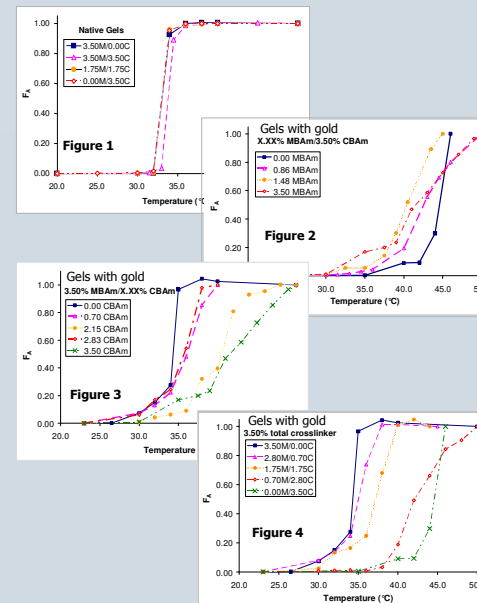 Native Gels
3.50M/0.00C
3.50M/3.50C
1.75M/1.75C
0.00M/3.50C
1.00
0.80
0.60
0.40
0.20
0.00
F_A
Figure 1
20.0 25.0 30.0 35.0
Temperature (°C)
Gels with gold
X.XX% MBAm/3.50% CBAm
0.00 MBAm
0.86 MBAm
1.48 MBAm
3.50 MBAm
1.00
0.80
0.60
0.40
0.20
F_A
Figure 2
30.0 35.0 40.0 45.0 50
Temperature (°C)
Gels with gold
3.50% MBAm/X.XX% CBAm
0.00 CBAm
0.70 CBAm
2.15 CBAm
2.83 CBAm
3.50 CBAm
1.00
0.80
0.60
0.40
0.20
0.00
F_A
Figure 3
20.0 25.0 30.0 35.0
Temperature
Gels with gold
3.50% total crosslinker
3.50M/0.00C
2.80M/0.70C
1.75M/1.75C
0.70M/2.80C
0.00M/3.50C
1.00
0.80
0.60
0.40
0.20
0.00
F_A
Figure 4
20.0 25.0 30.0 35.0 40.0 45.0 50
Temperature (°C)